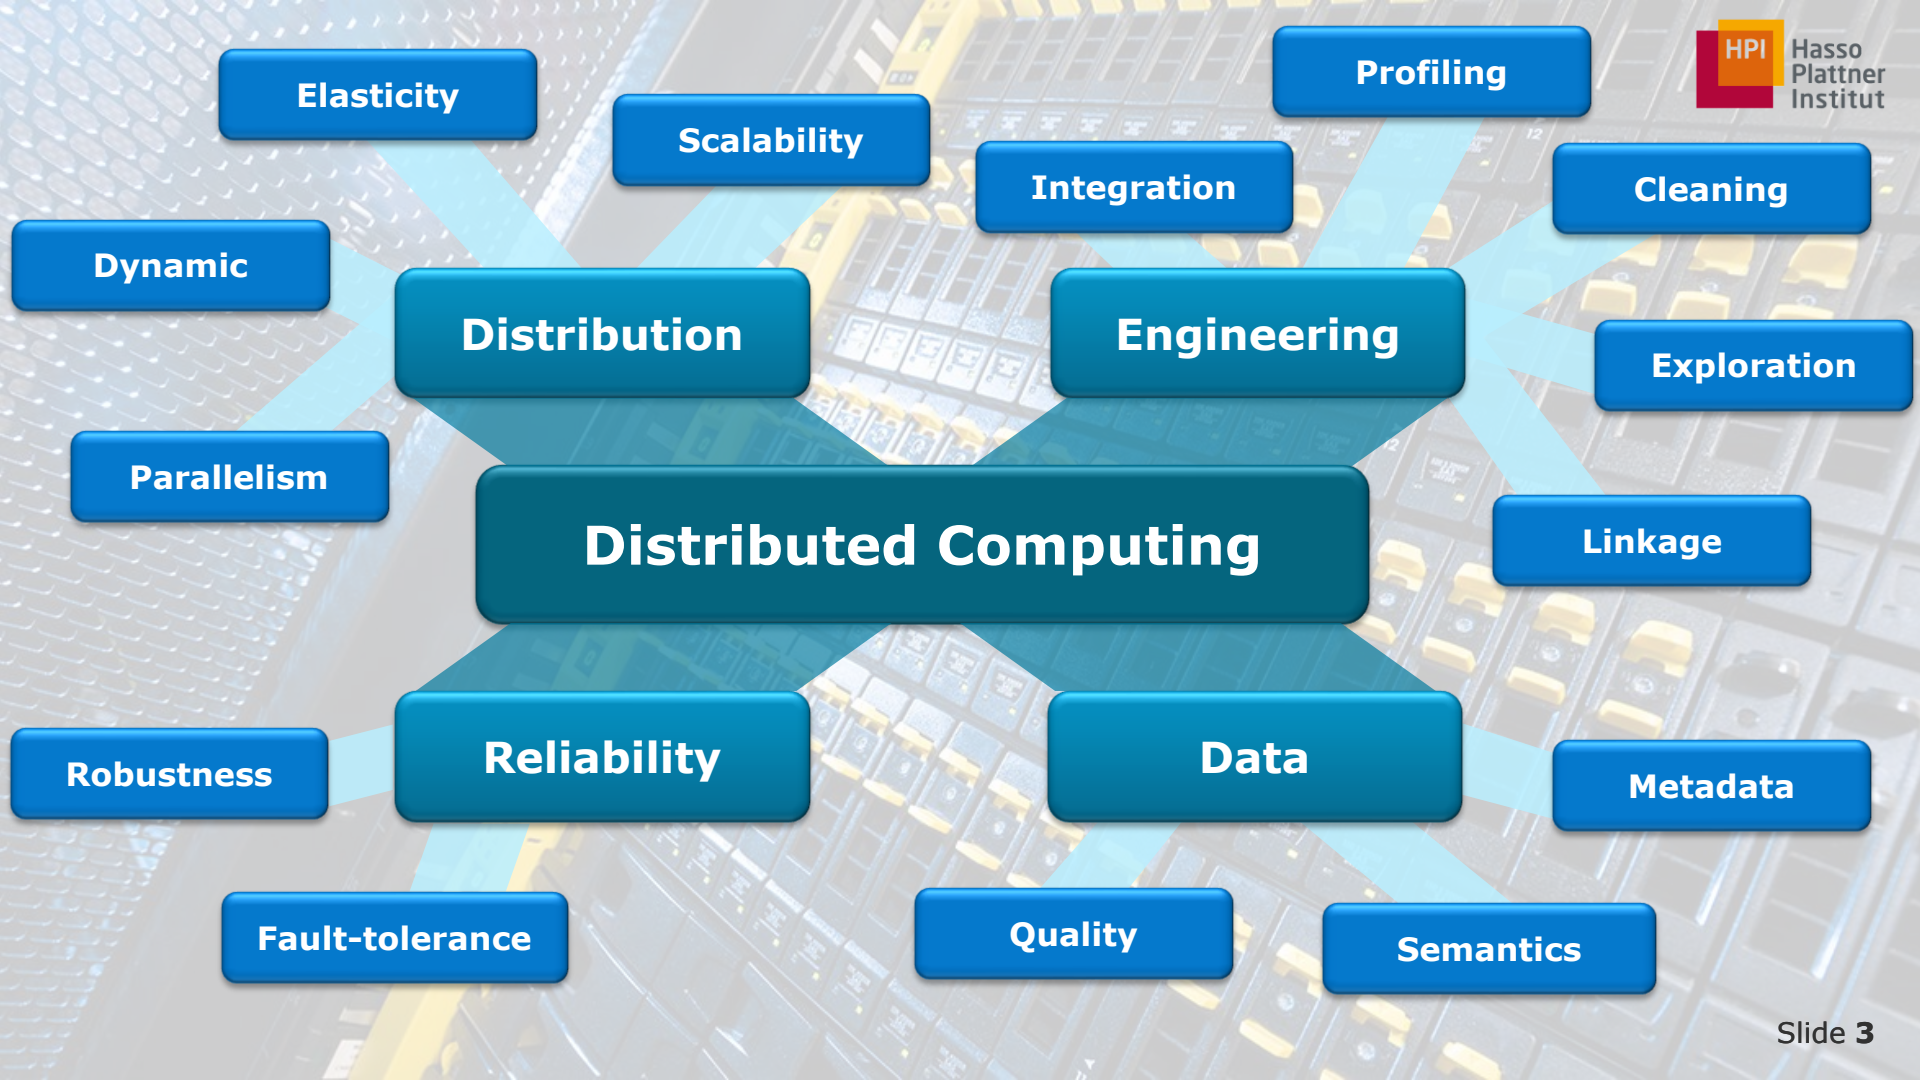 Elasticity
Scalability
Profiling
HPI
Hasso
Plattner
Institut
Integration
Cleaning
Dynamic
Distribution
Engineering
Exploration
Parallelism
Distributed Computing
Linkage
Reliability
Data
Robustness
Metadata
Fault-tolerance
Quality
Semantics
Slide 3